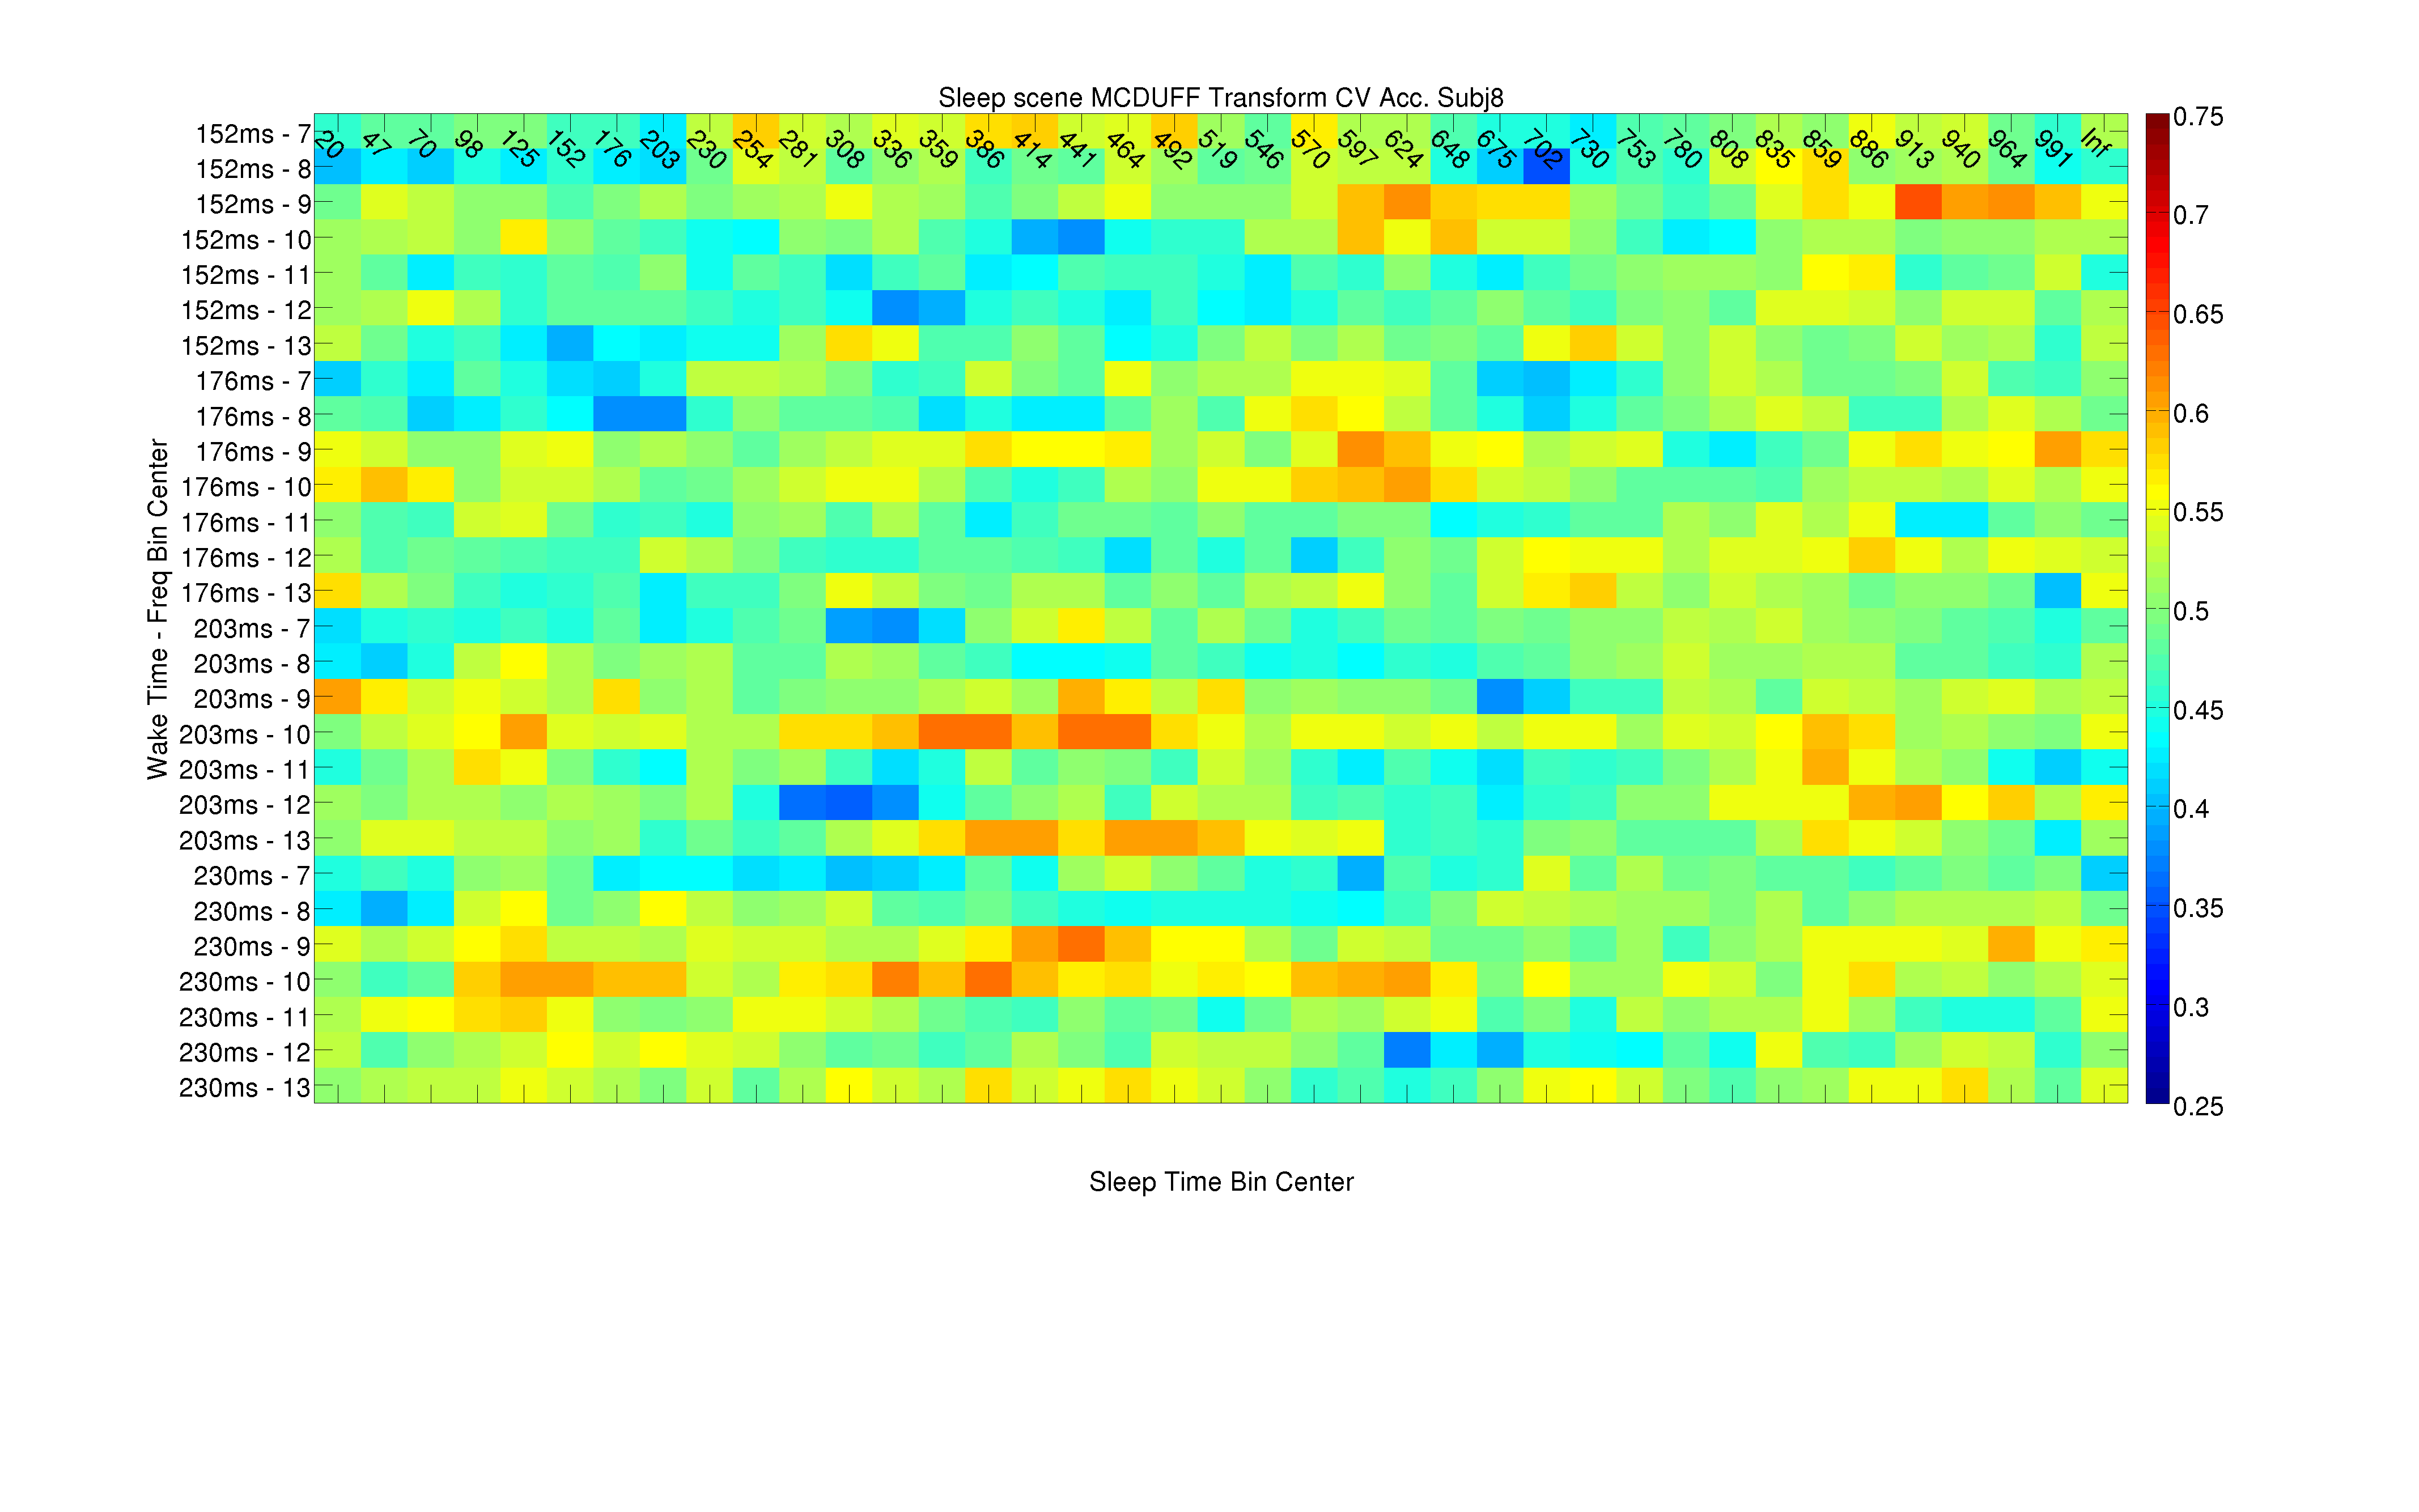 Sleep scene MCDUFF Transform CV Acc. Subj8
20 47 70 98 125 152 176 203 230 254 281 308 336 359 386 414 441 464 492 519 546 570 597 624 648 675 702 730 753 780 808 835 859 886 913 940 964 991 Inf
152ms - 7
152ms - 8
152ms - 9
152ms - 10
152ms - 11
152ms - 12
152ms - 13
176ms - 7
176ms - 8
176ms - 9
176ms - 10
176ms - 11
176ms - 12
176ms - 13
203ms - 7
203ms - 8
203ms - 9
203ms - 10
203ms - 11
203ms - 12
203ms - 13
230ms - 7
230ms - 8
230ms - 9
230ms - 10
230ms - 11
230ms - 12
230ms - 13
Wake Time - Freq Bin Center
Sleep Time Bin Center
0.75
0.7
0.65
0.6
0.55
0.5
0.45
0.4
0.35
0.3
0.25